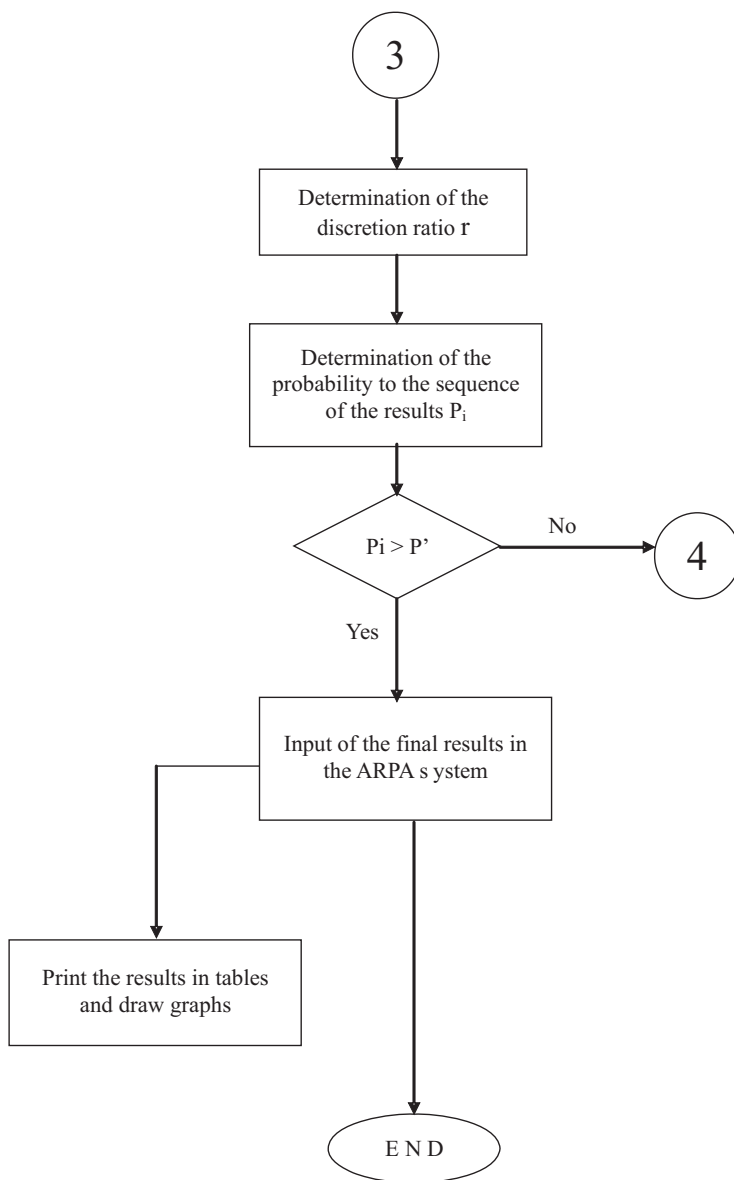 3
Determination of the
discretion ratio r
Determination of the
probability to the sequence
of the results Pi
Pi > P’
No
4
Yes
Input of the final results in
the ARPA s ystem
Print the results in tables
and draw graphs
E N D